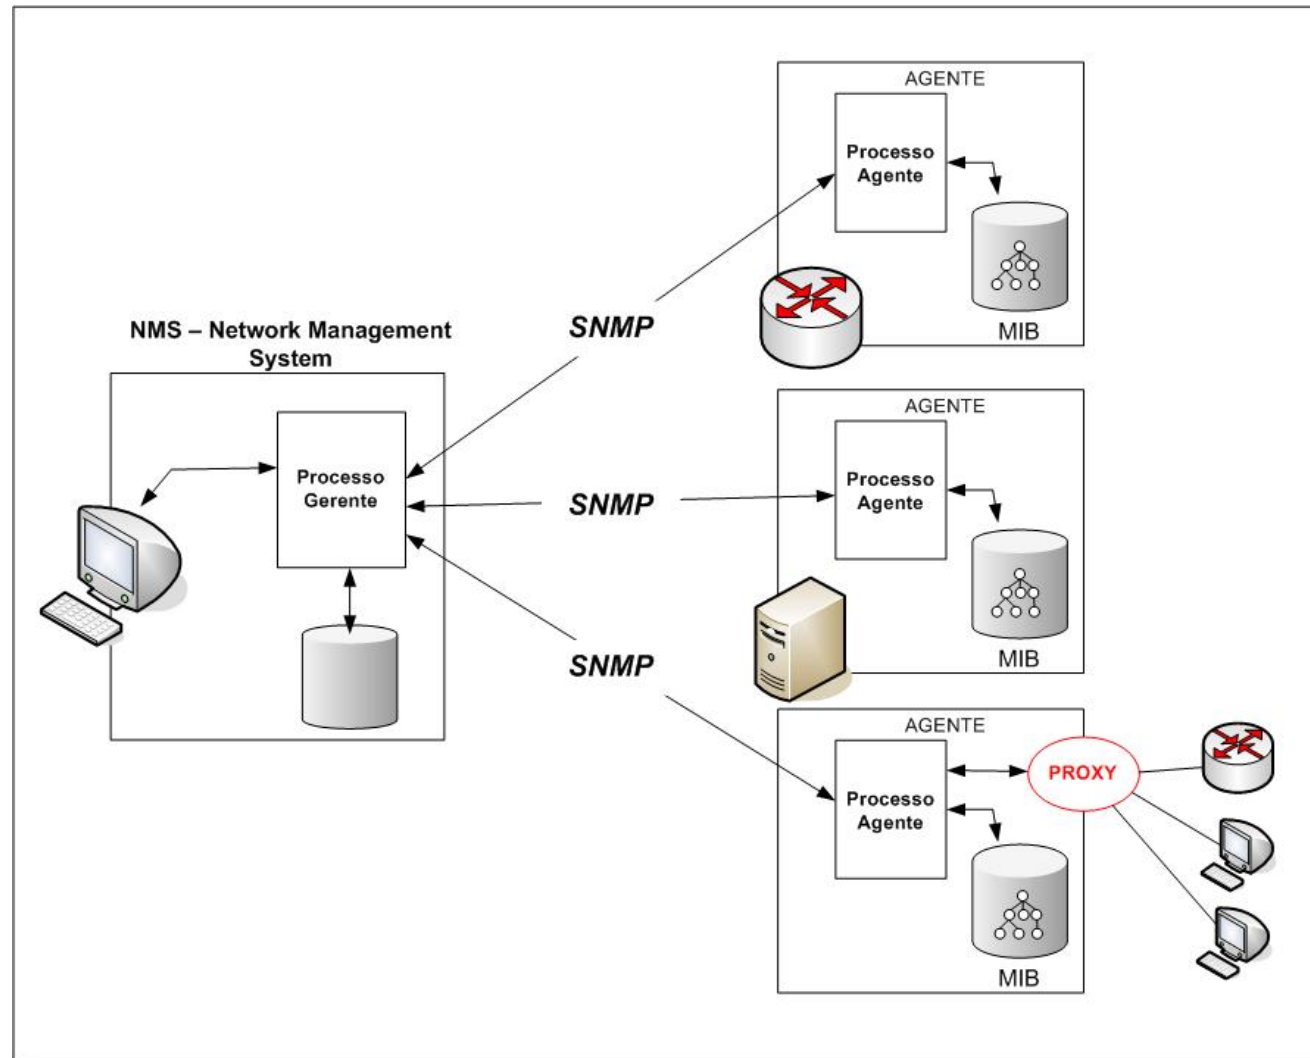 NMS – Network Management
System
Processo
Gerente
SNMP
SNMP
SNMP
AGENTE
Processo
Agente
MIB
AGENTE
Processo
Agente
MIB
AGENTE
Processo
Agente
PROXY
MIB